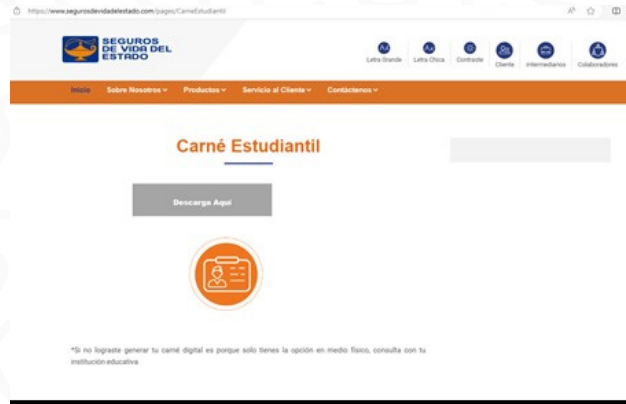 https://www.segurosdevidadelestado.com/pages/CarneEstudiantil
SEGUROS
DE VIDA DEL
ESTADO
Letra Grande Letra Chica Contraste Cliente Intermediarios Colaboradores
Inicio Sobre Nosotros Productos Servicio al Cliente Contáctenos
Carné Estudiantil
Descarga Aquí
*Si no lograste generar tu carné digital es porque solo tienes la opción en medio físico, consulta con tu
institución educativa